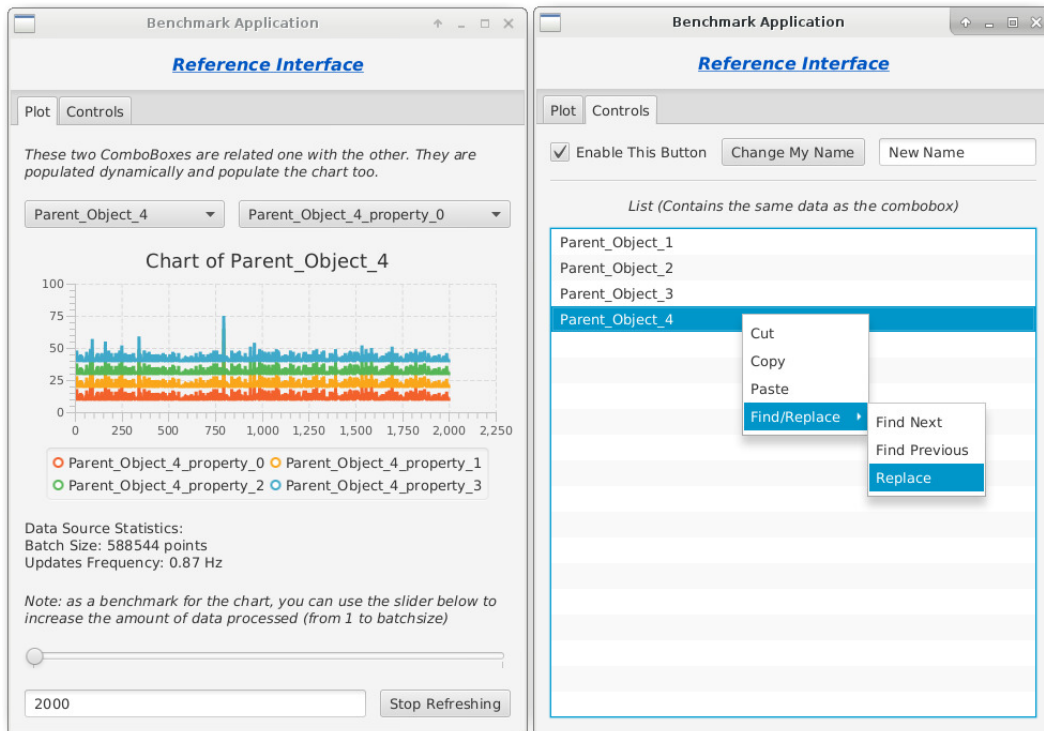 Benchmark Application
Reference Interface
Plot
Controls
These two ComboBoxes are related one with the other. They are
populated dynamically and populate the chart too.
Parent_Object_4
Parent_Object_4_property_0
Chart of Parent_Object_4
100
75
50
25
0
0 250 500 750 1,000 1,250 1,500 1,750 2,000 2,250
Parent_Object_4_property_0 Parent_Object_4_property_1
Parent_Object_4_property_2 Parent_Object_4_property_3
Data Source Statistics:
Batch Size: 588544 points
Updates Frequency: 0.87 Hz
Note: as a benchmark for the chart, you can use the slider below to
increase the amount of data processed (from 1 to batchsize)
2000
Stop Refreshing
Benchmark Application
Reference Interface
Plot
Controls
Enable This Button
Change My Name
New Name
List (Contains the same data as the combobox)
Parent_Object_1
Parent_Object_2
Parent_Object_3
Parent_Object_4
Cut
Copy
Paste
Find/Replace
Find Next
Find Previous
Replace